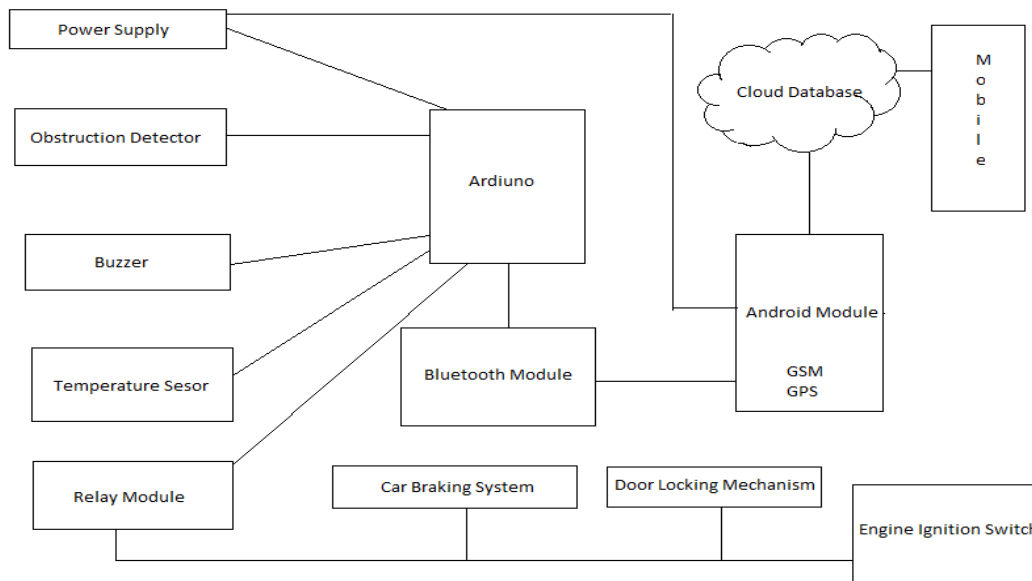 Power Supply
Obstruction Detector
Buzzer
Temperature Sesor
Relay Module
Ardiuno
Bluetooth Module
Car Braking System
Door Locking Mechanism
Engine Ignition Switch
Android Module
GSM
GPS
Cloud Database
M
o
b
i
l
e